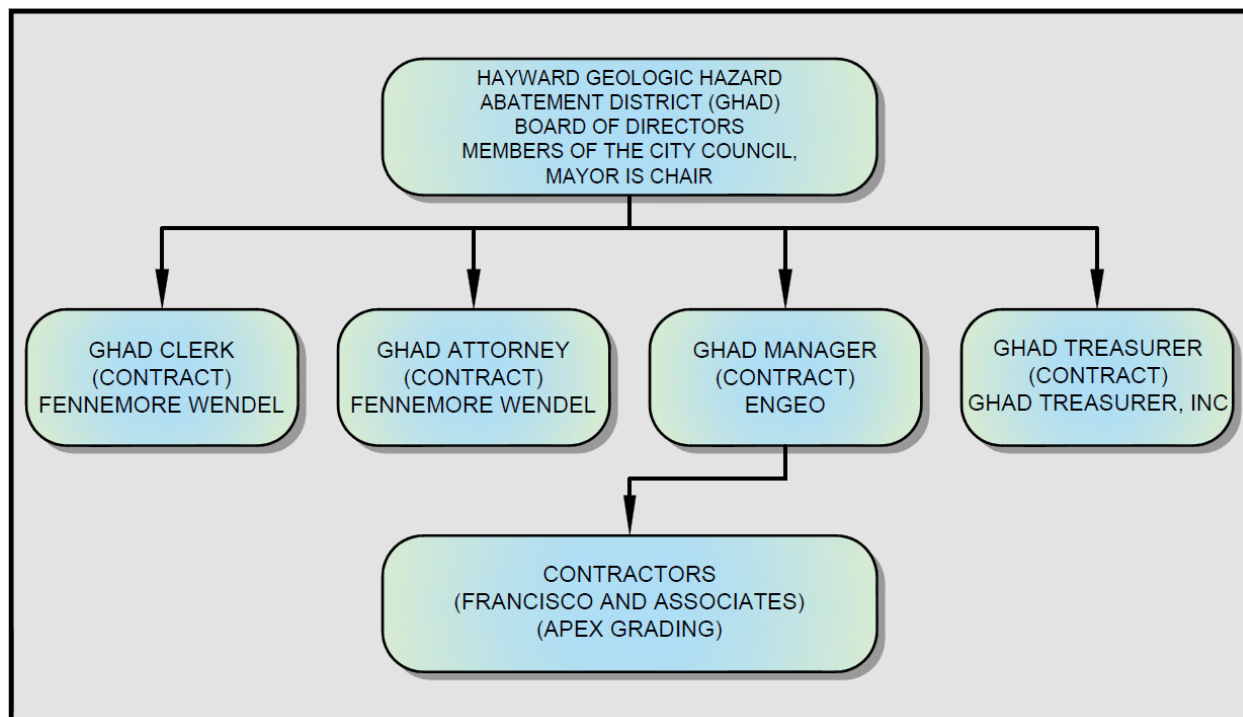 HAYWARD GEOLOGIC HAZARD
ABATEMENT DISTRICT (GHAD)
BOARD OF DIRECTORS
MEMBERS OF THE CITY COUNCIL,
MAYOR IS CHAIR
GHAD CLERK
(CONTRACT)
FENNEMORE WENDEL
GHAD ATTORNEY
(CONTRACT)
FENNEMORE WENDEL
GHAD MANAGER
(CONTRACT)
ENGEO
GHAD TREASURER
(CONTRACT)
GHAD TREASURER, INC
CONTRACTORS
(FRANCISCO AND ASSOCIATES)
(APEX GRADING)